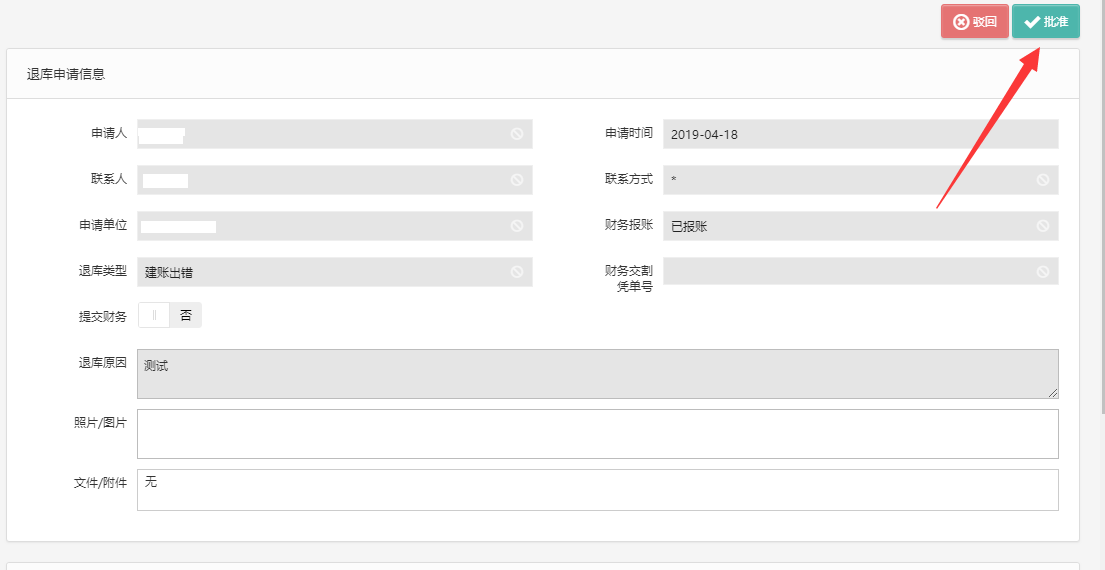 驳回 批准
退库申请信息
申请人
申请时间 2019-04-18
联系人
联系方式 *
申请单位
财务报账 已报账
退库类型 建账出错
财务交割
凭单号
提交财务 否
退库原因 测试
照片/图片
文件/附件 无